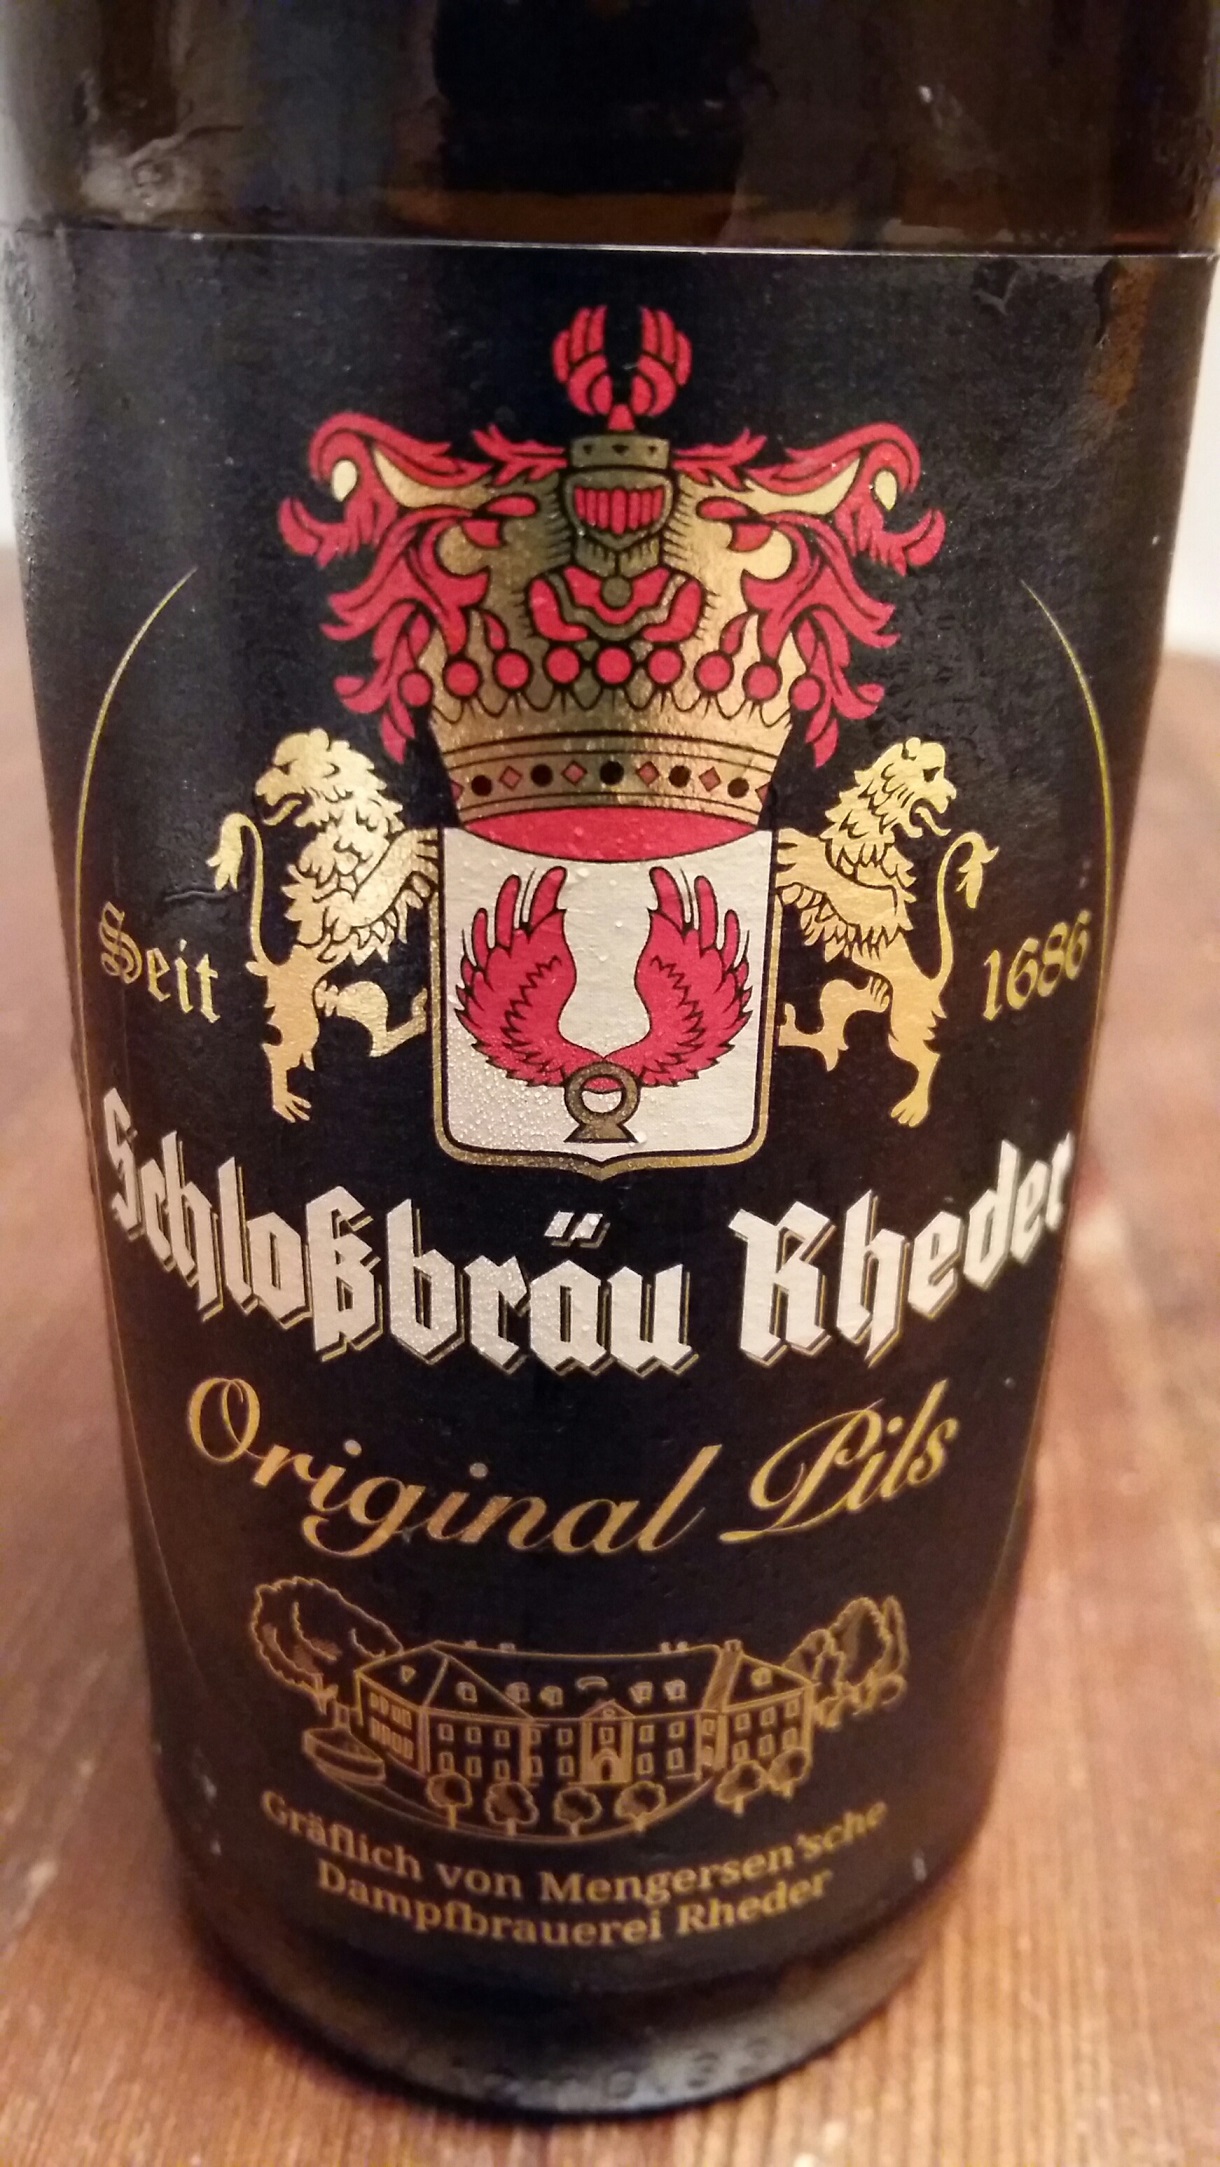 Seit 1686
Schloßbräu Rheder
Original Pils
Gräflich von Mengersen'sche
Dampfbrauerei Rheder